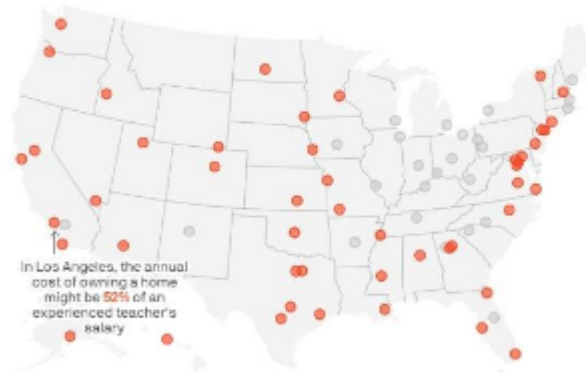 In Los Angeles, the annual
cost of owning a home
might be 52% of an
experienced teacher's
salary